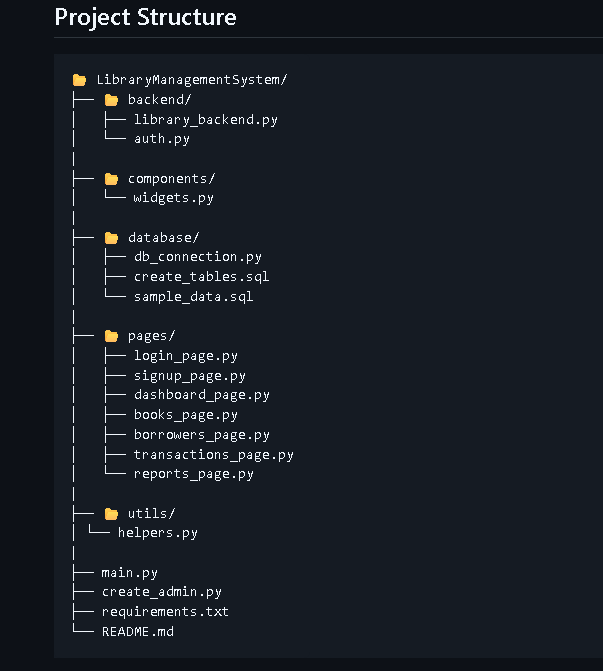 Project Structure
📂 LibraryManagementSystem/
├── 📂 backend/
│   ├── library_backend.py
│   └── auth.py
│
├── 📂 components/
│   └── widgets.py
│
├── 📂 database/
│   ├── db_connection.py
│   ├── create_tables.sql
│   └── sample_data.sql
│
├── 📂 pages/
│   ├── login_page.py
│   ├── signup_page.py
│   ├── dashboard_page.py
│   ├── books_page.py
│   ├── borrowers_page.py
│   ├── transactions_page.py
│   └── reports_page.py
│
├── 📂 utils/
│ └── helpers.py
│
├── main.py
├── create_admin.py
├── requirements.txt
└── README.md